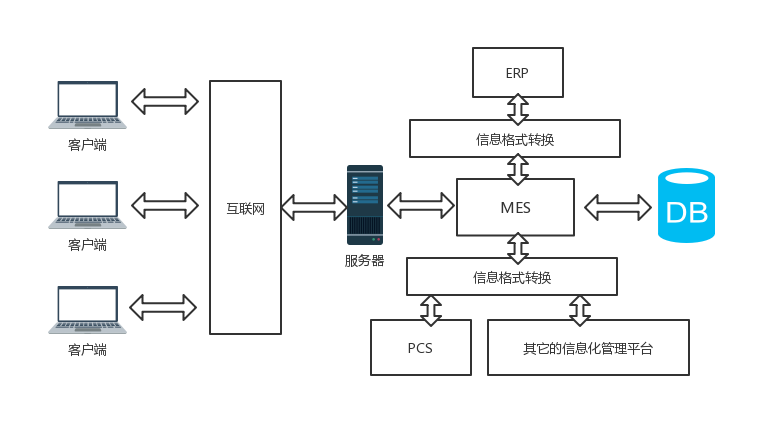 ERP
信息格式转换
客户端
互联网
MES
DB
客户端
服务器
信息格式转换
客户端
PCS
其它的信息化管理平台